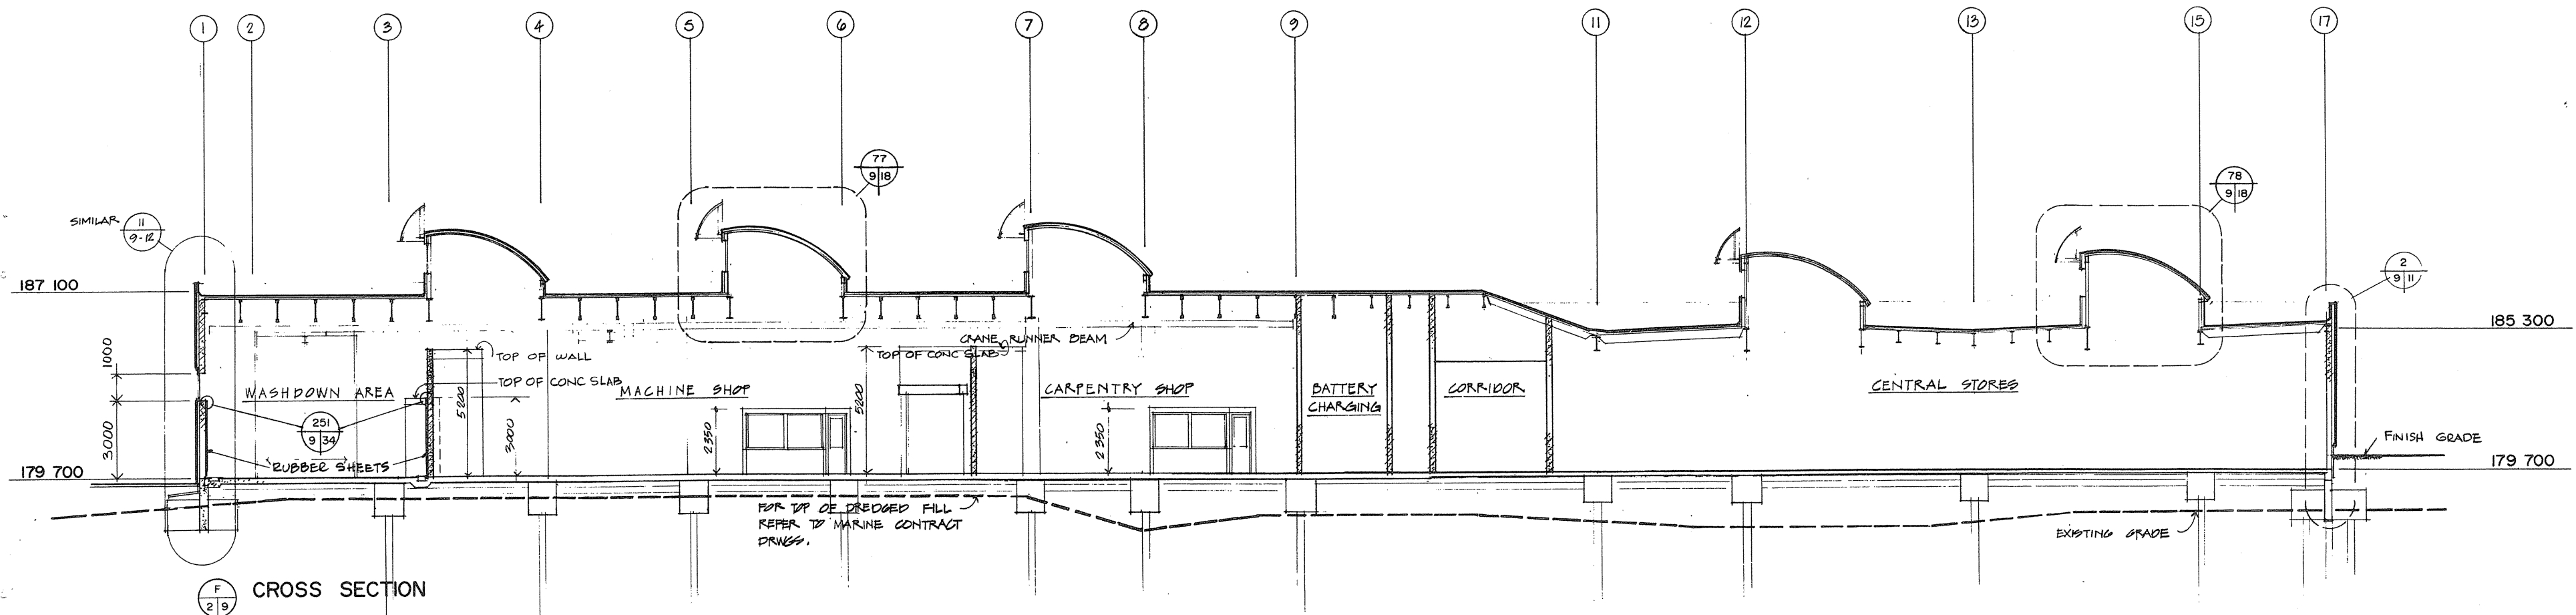 1 2 3 4 5 6 7 8 9 11 12 13 15 17
77
9 18
78
9 18
SIMILAR
11
9-12
2
9 11
187 100
185 300
CRANE RUNNER BEAM
TOP OF WALL
TOP OF CONC SLAB
TOP OF CONC SLAB
1000
WASHDOWN AREA
MACHINE SHOP
CARPENTRY SHOP
BATTERY
CHARGING
CORRIDOR
CENTRAL STORES
5200
5200
3000
3000
2350
2350
251
9 34
RUBBER SHEETS
FINISH GRADE
179 700
179 700
FOR TOP OF DREDGED FILL
REFER TO MARINE CONTRACT
DRWGS.
EXISTING GRADE
F
2 9
CROSS SECTION